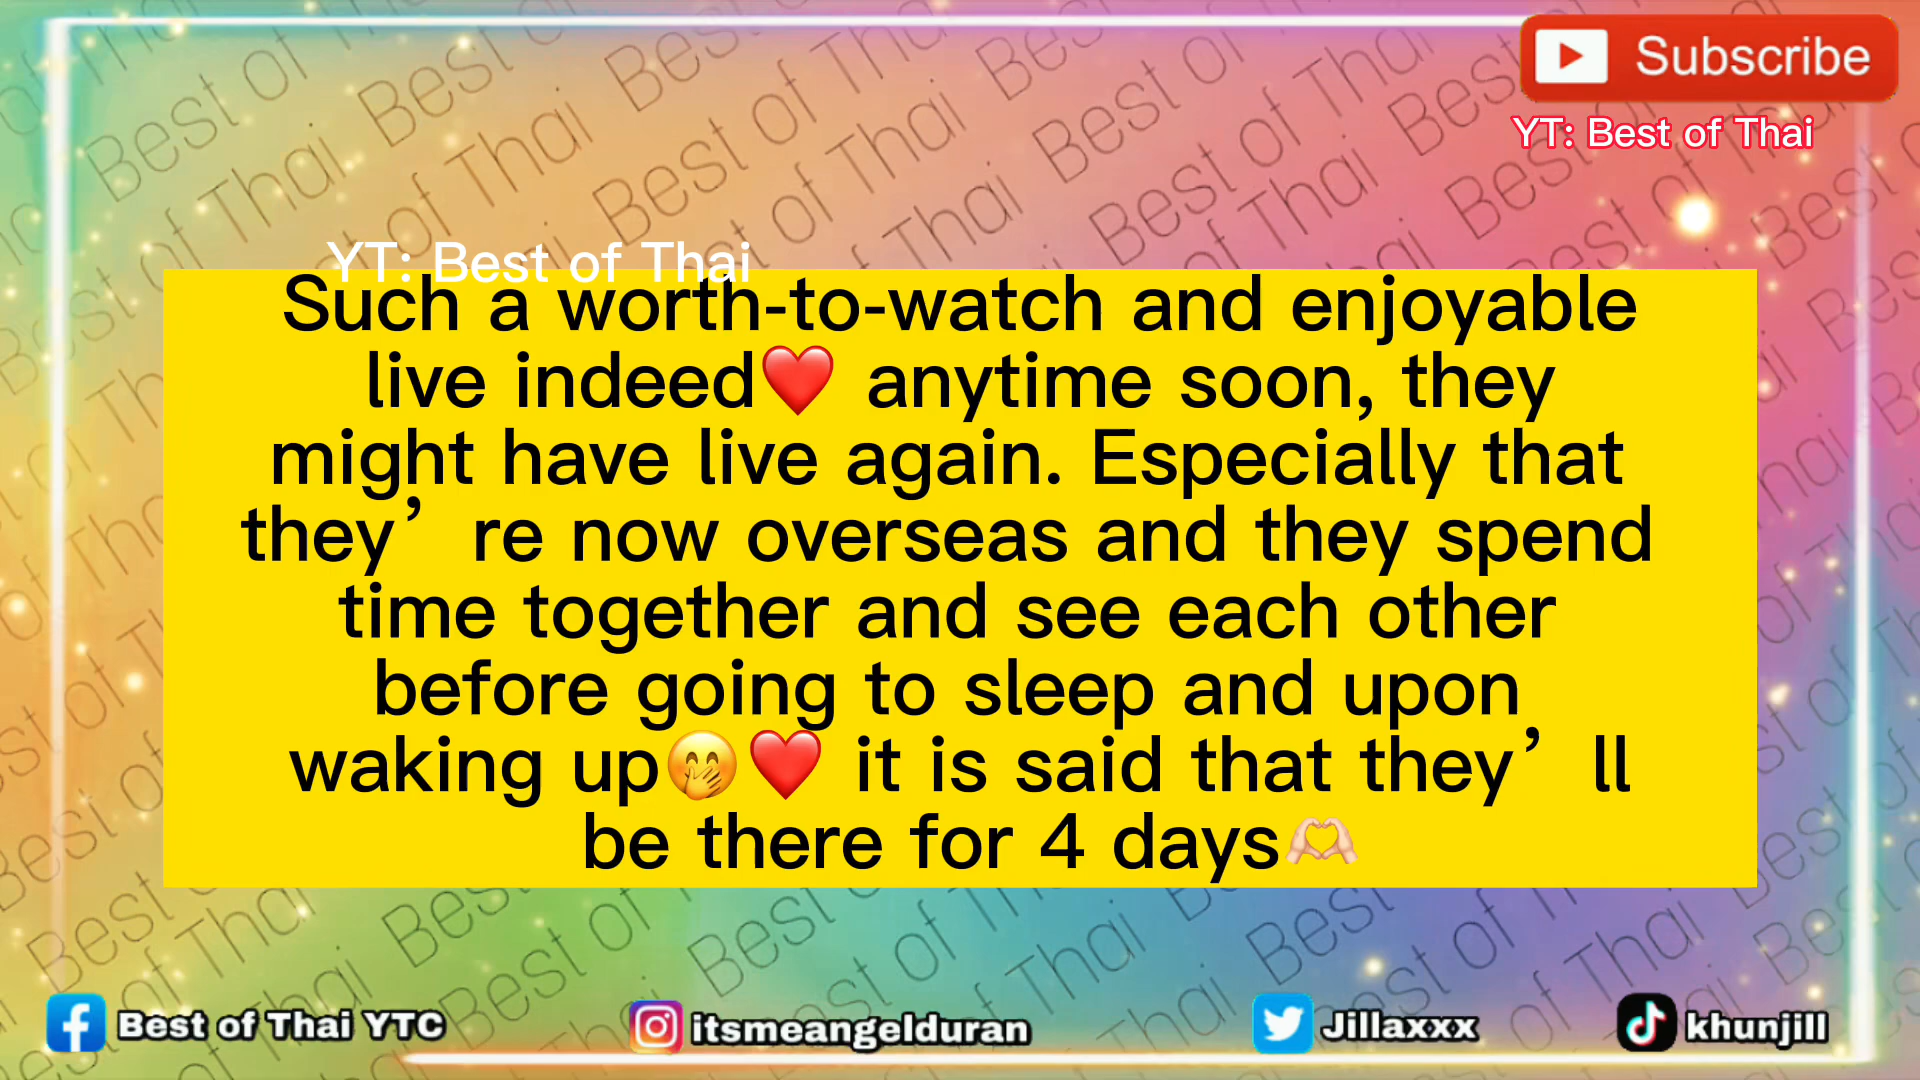 Subscribe
YT: Best of Thai
YT: Best of Thai
Such a worth-to-watch and enjoyable
live indeed❤️ anytime soon, they
might have live again. Especially that
they’re now overseas and they spend
time together and see each other
before going to sleep and upon
waking up🤭❤️ it is said that they’ll
be there for 4 days🫶🏻
Best of Thai YTC
itsmeangelduran
Jillaxxx
khunjill